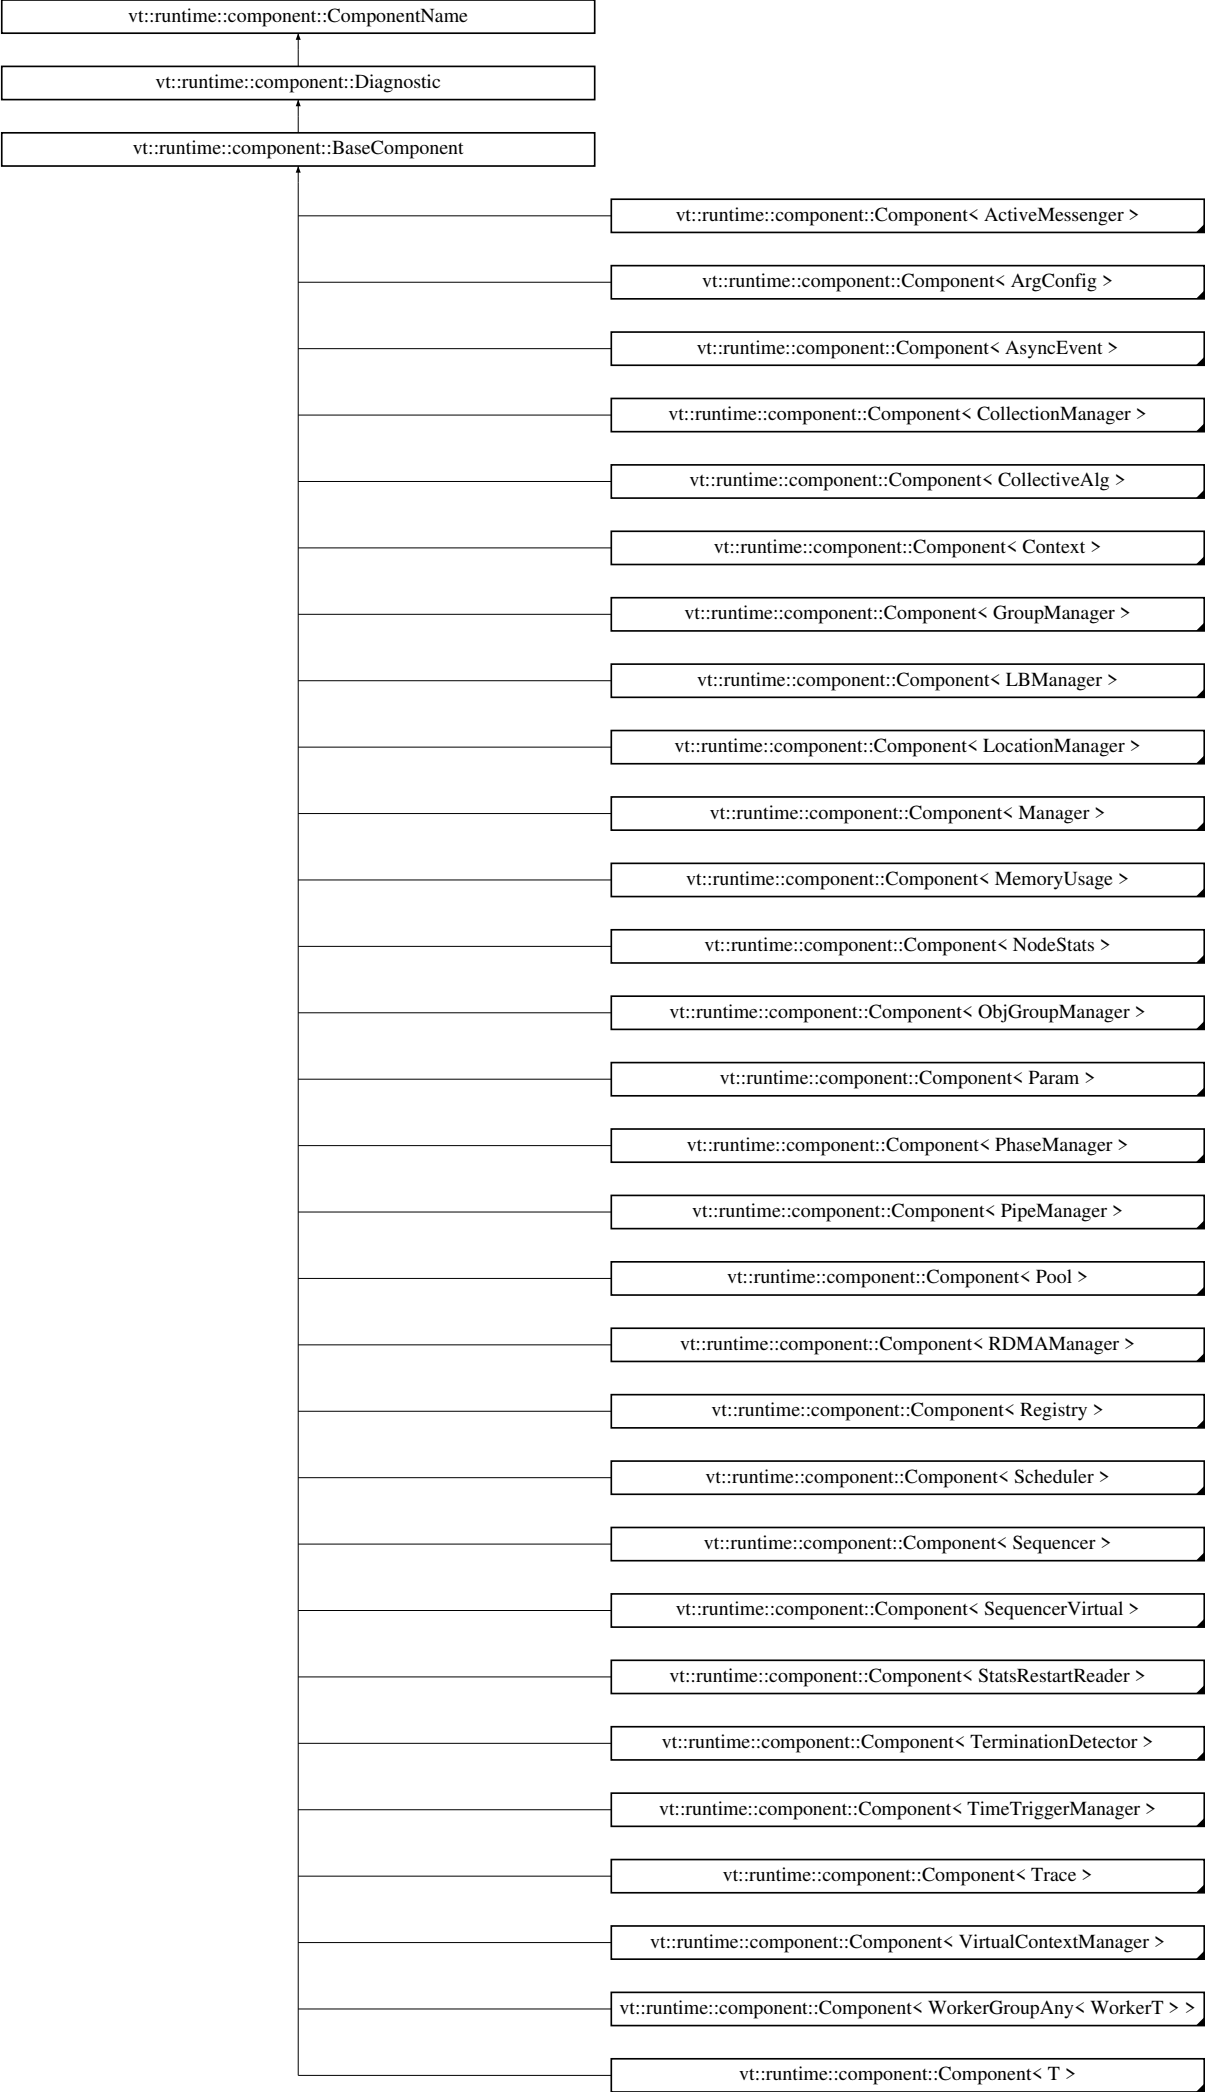 vt::runtime::component::ComponentName
vt::runtime::component::Diagnostic
vt::runtime::component::BaseComponent
vt::runtime::component::Component< ActiveMessenger >
vt::runtime::component::Component< ArgConfig >
vt::runtime::component::Component< AsyncEvent >
vt::runtime::component::Component< CollectionManager >
vt::runtime::component::Component< CollectiveAlg >
vt::runtime::component::Component< Context >
vt::runtime::component::Component< GroupManager >
vt::runtime::component::Component< LBManager >
vt::runtime::component::Component< LocationManager >
vt::runtime::component::Component< Manager >
vt::runtime::component::Component< MemoryUsage >
vt::runtime::component::Component< NodeStats >
vt::runtime::component::Component< ObjGroupManager >
vt::runtime::component::Component< Param >
vt::runtime::component::Component< PhaseManager >
vt::runtime::component::Component< PipeManager >
vt::runtime::component::Component< Pool >
vt::runtime::component::Component< RDMAManager >
vt::runtime::component::Component< Registry >
vt::runtime::component::Component< Scheduler >
vt::runtime::component::Component< Sequencer >
vt::runtime::component::Component< SequencerVirtual >
vt::runtime::component::Component< StatsRestartReader >
vt::runtime::component::Component< TerminationDetector >
vt::runtime::component::Component< TimeTriggerManager >
vt::runtime::component::Component< Trace >
vt::runtime::component::Component< VirtualContextManager >
vt::runtime::component::Component< WorkerGroupAny< WorkerT > >
vt::runtime::component::Component< T >